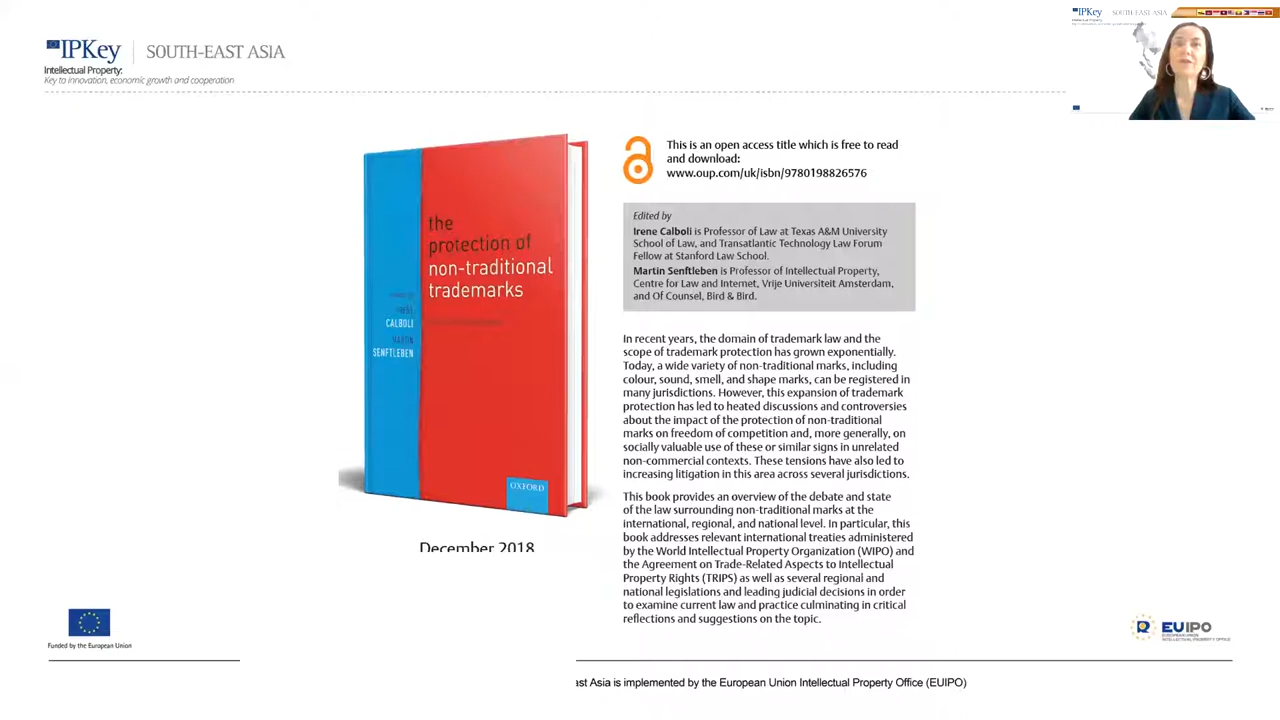 IPKey SOUTH-EAST ASIA
Intellectual Property:
Key to innovation, economic growth and cooperation
IPKey SOUTH-EAST ASIA
the
protection of
non-traditional
trademarks
CALBOLI
MARTIN
SENFTLEBEN
OXFORD
December 2018
This is an open access title which is free to read
and download:
www.oup.com/uk/isbn/9780198826576
Edited by
Irene Calboli is Professor of Law at Texas A&M University
School of Law, and Transatlantic Technology Law Forum
Fellow at Stanford Law School.
Martin Senftleben is Professor of Intellectual Property,
Centre for Law and Internet, Vrije Universiteit Amsterdam,
and Of Counsel, Bird & Bird.
In recent years, the domain of trademark law and the
scope of trademark protection has grown exponentially.
Today, a wide variety of non-traditional marks, including
colour, sound, smell, and shape marks, can be registered in
many jurisdictions. However, this expansion of trademark
protection has led to heated discussions and controversies
about the impact of the protection of non-traditional
marks on freedom of competition and, more generally, on
socially valuable use of these or similar signs in unrelated
non-commercial contexts. These tensions have also led to
increasing litigation in this area across several jurisdictions.
This book provides an overview of the debate and state
of the law surrounding non-traditional marks at the
international, regional, and national level. In particular, this
book addresses relevant international treaties administered
by the World Intellectual Property Organization (WIPO) and
the Agreement on Trade-Related Aspects to Intellectual
Property Rights (TRIPS) as well as several regional and
national legislations and leading judicial decisions in order
to examine current law and practice culminating in critical
reflections and suggestions on the topic.
Funded by the European Union
EUIPO
EUROPEAN UNION
INTELLECTUAL PROPERTY OFFICE
ast Asia is implemented by the European Union Intellectual Property Office (EUIPO)